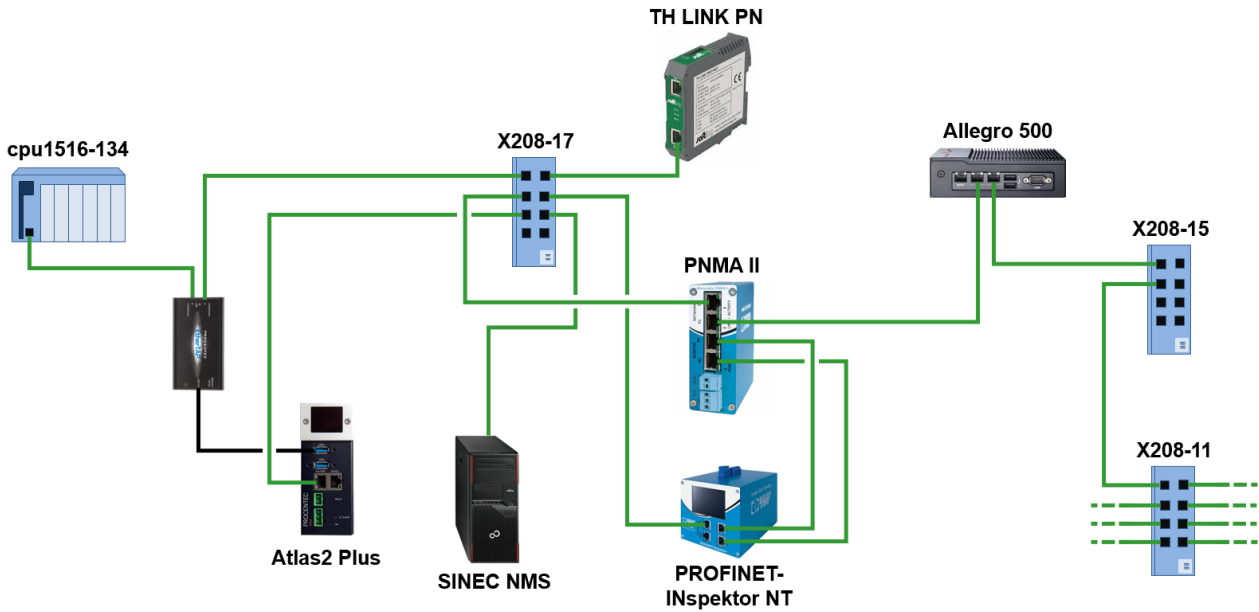 TH LINK PN
Allegro 500
cpu1516-134
X208-17
X208-15
PNMA II
PROCENTEC
X208-11
Atlas2 Plus
SINEC NMS
PROFINET-
INspektor NT